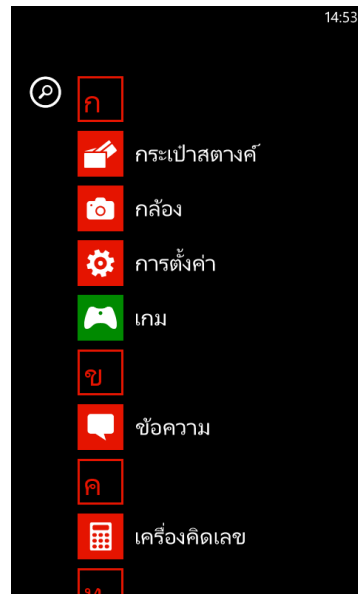 14:53
ก
กระเป๋าสตางค์
กล้อง
การตั้งค่า
เกม
ข
ข้อความ
ค
เครื่องคิดเลข